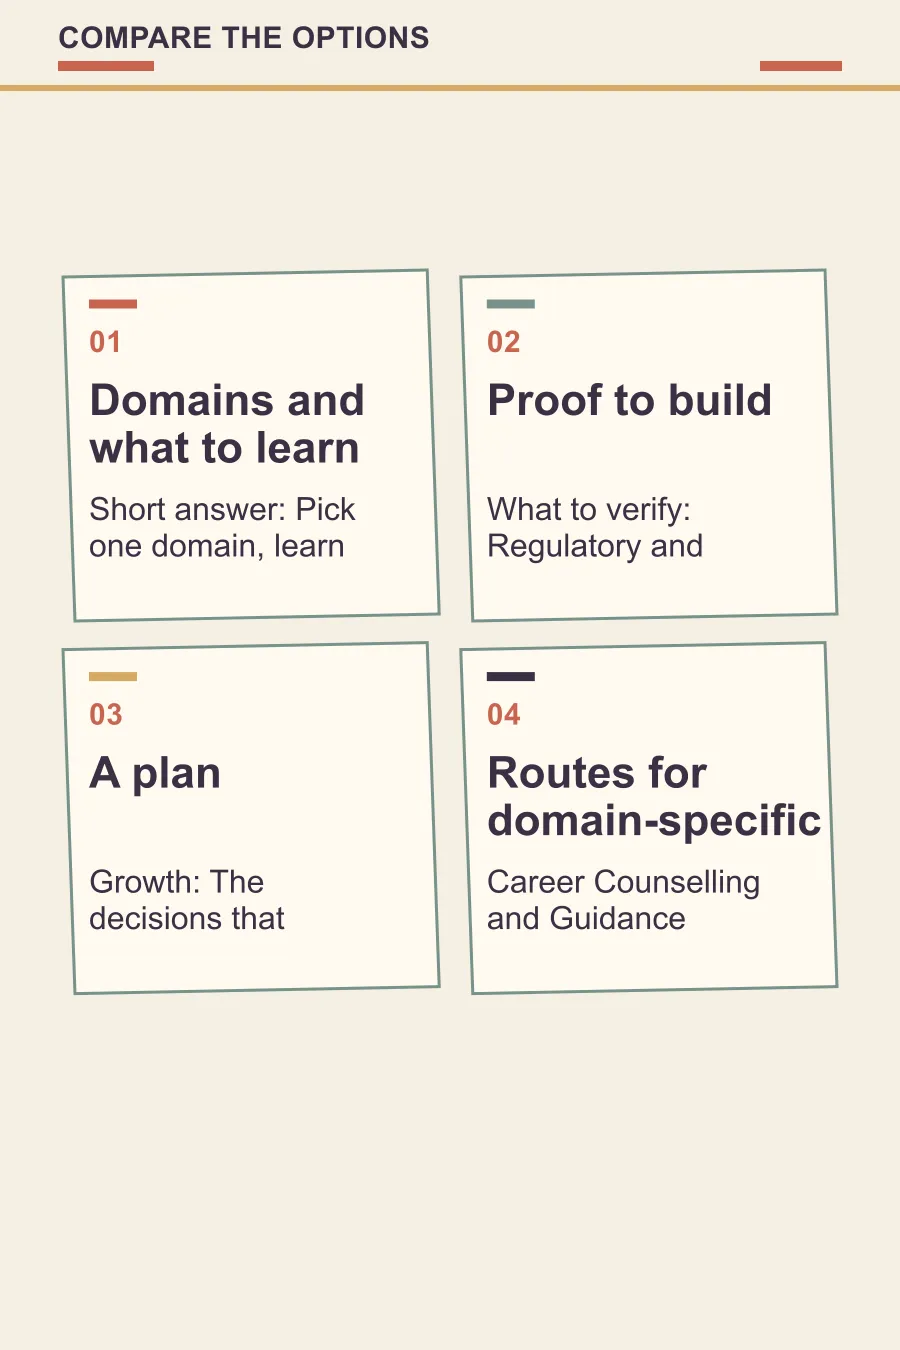 COMPARE THE OPTIONS
01
Domains and
what to learn
Short answer: Pick
one domain, learn
02
Proof to build
What to verify:
Regulatory and
03
A plan
Growth: The
decisions that
04
Routes for
domain-specific
Career Counselling
and Guidance